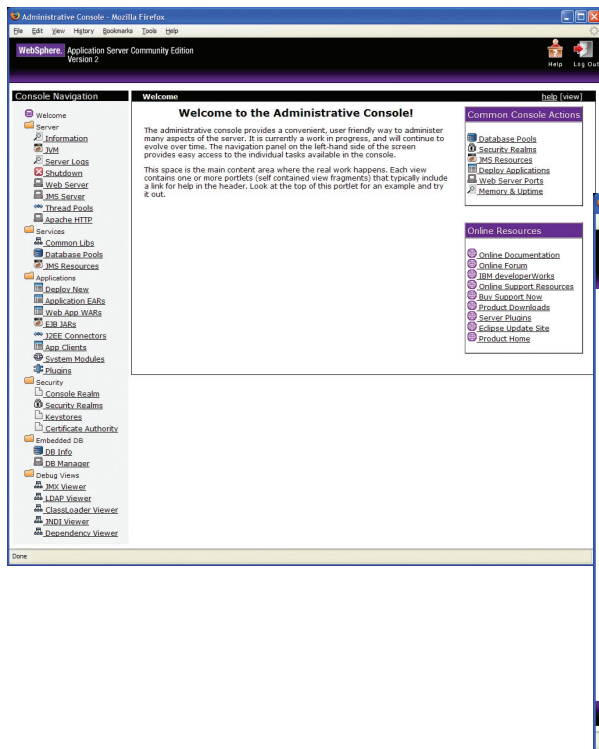 Administrative Console - Mozilla Firefox
File Edit View History Bookmarks Tools Help
WebSphere. Application Server Community Edition
Version 2
Help Log Out
Console Navigation
Welcome
Server
Information
JVM
Server Logs
Shutdown
Web Server
JMS Server
Thread Pools
Apache HTTP
Services
Common Libs
Database Pools
JMS Resources
Applications
Deploy New
Application EARs
Web App WARs
EJB JARs
J2EE Connectors
App Clients
System Modules
Plugins
Security
Console Realm
Security Realms
Keystores
Certificate Authority
Embedded DB
DB Info
DB Manager
Debug Views
JMX Viewer
LDAP Viewer
ClassLoader Viewer
JNDI Viewer
Dependency Viewer
Welcome help [view]
Welcome to the Administrative Console!
The administrative console provides a convenient, user friendly way to administer
many aspects of the server. It is currently a work in progress, and will continue to
evolve over time. The navigation panel on the left-hand side of the screen
provides easy access to the individual tasks available in the console.
This space is the main content area where the real work happens. Each view
contains one or more portlets (self contained view fragments) that typically include
a link for help in the header. Look at the top of this portlet for an example and try
it out.
Common Console Actions
Database Pools
Security Realms
JMS Resources
Deploy Applications
Web Server Ports
Memory & Uptime
Online Resources
Online Documentation
Online Forum
IBM developerWorks
Online Support Resources
Buy Support Now
Product Downloads
Server Plugins
Eclipse Update Site
Product Home
Done